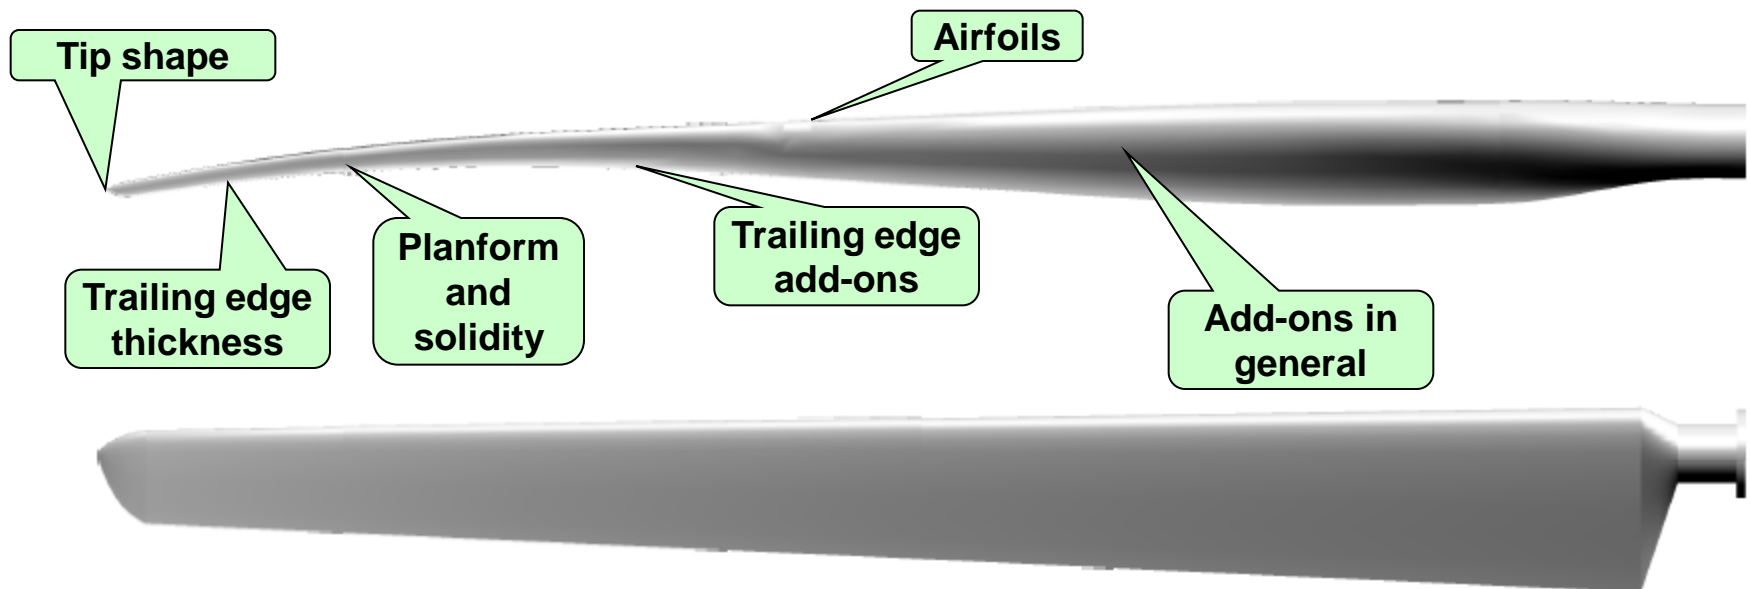 Tip shape
Airfoils
Trailing edge
thickness
Planform
and
solidity
Trailing edge
add-ons
Add-ons in
general